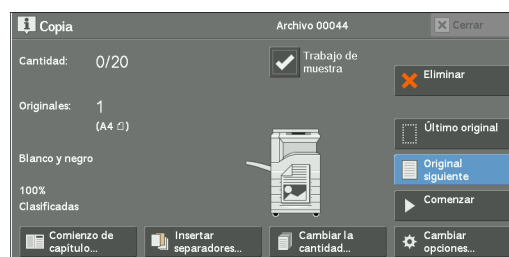 Copia
Archivo 00044
Cerrar
Cantidad: 0/20
Trabajo de
muestra
Eliminar
Originales: 1
(A4)
Último original
Blanco y negro
Original
siguiente
100%
Clasificadas
Comenzar
Comienzo de
capítulo...
Insertar
separadores...
Cambiar la
cantidad...
Cambiar
opciones...